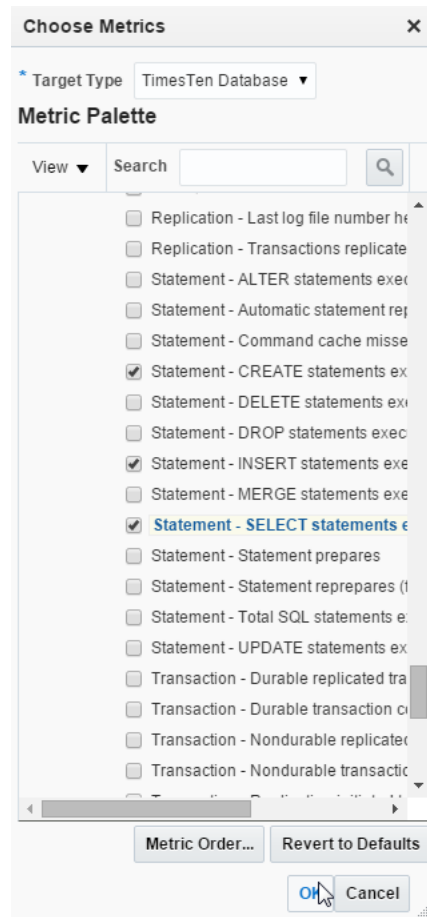 Choose Metrics
* Target Type TimesTen Database
Metric Palette
View Search
Replication - Last log file number he
Replication - Transactions replicate
Statement - ALTER statements exec
Statement - Automatic statement rep
Statement - Command cache misse
Statement - CREATE statements ex
Statement - DELETE statements exe
Statement - DROP statements exec
Statement - INSERT statements exe
Statement - MERGE statements exe
Statement - SELECT statements e
Statement - Statement prepares
Statement - Statement reprepares (f
Statement - Total SQL statements e
Statement - UPDATE statements ex
Transaction - Durable replicated tra
Transaction - Durable transaction c
Transaction - Nondurable replicated
Transaction - Nondurable transactio
Metric Order... Revert to Defaults
OK Cancel